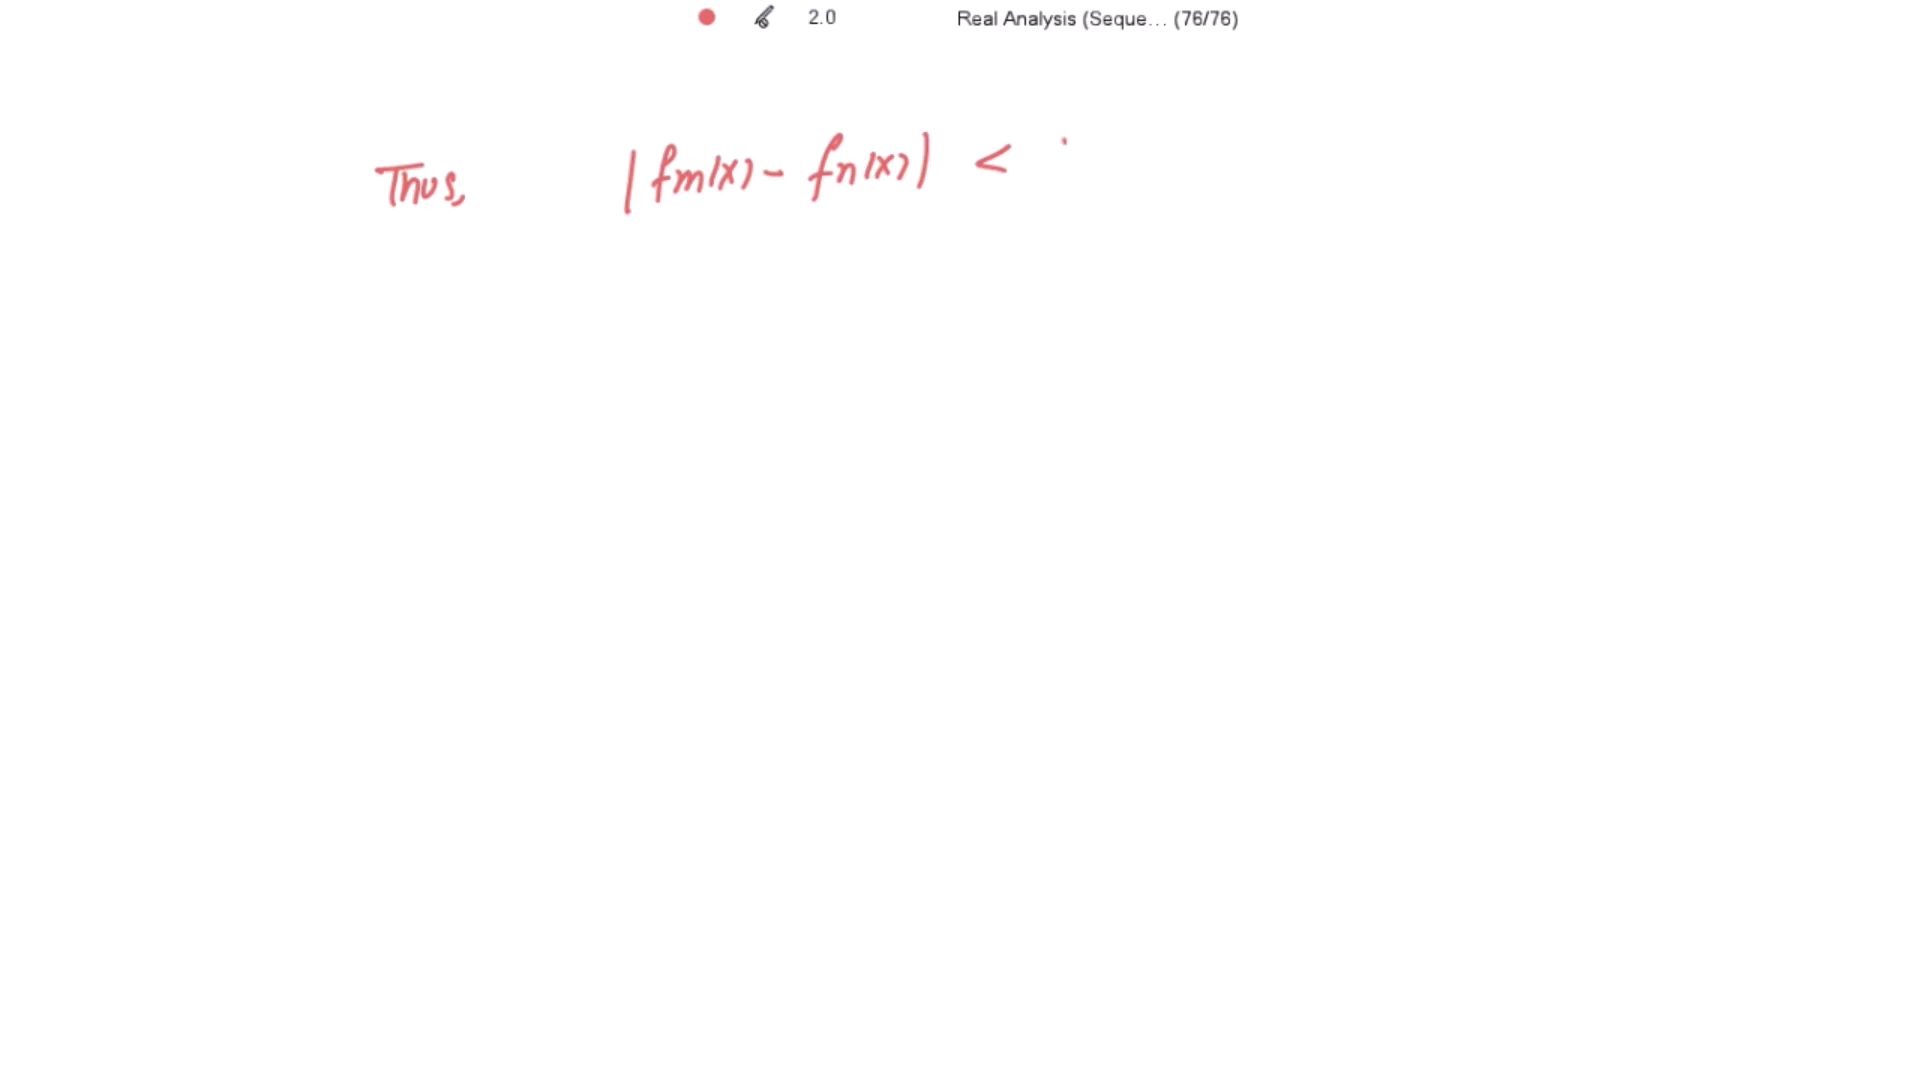 2.0 Real Analysis (Seque... (76/76)
Thus, |fm(x) - fn(x)| <